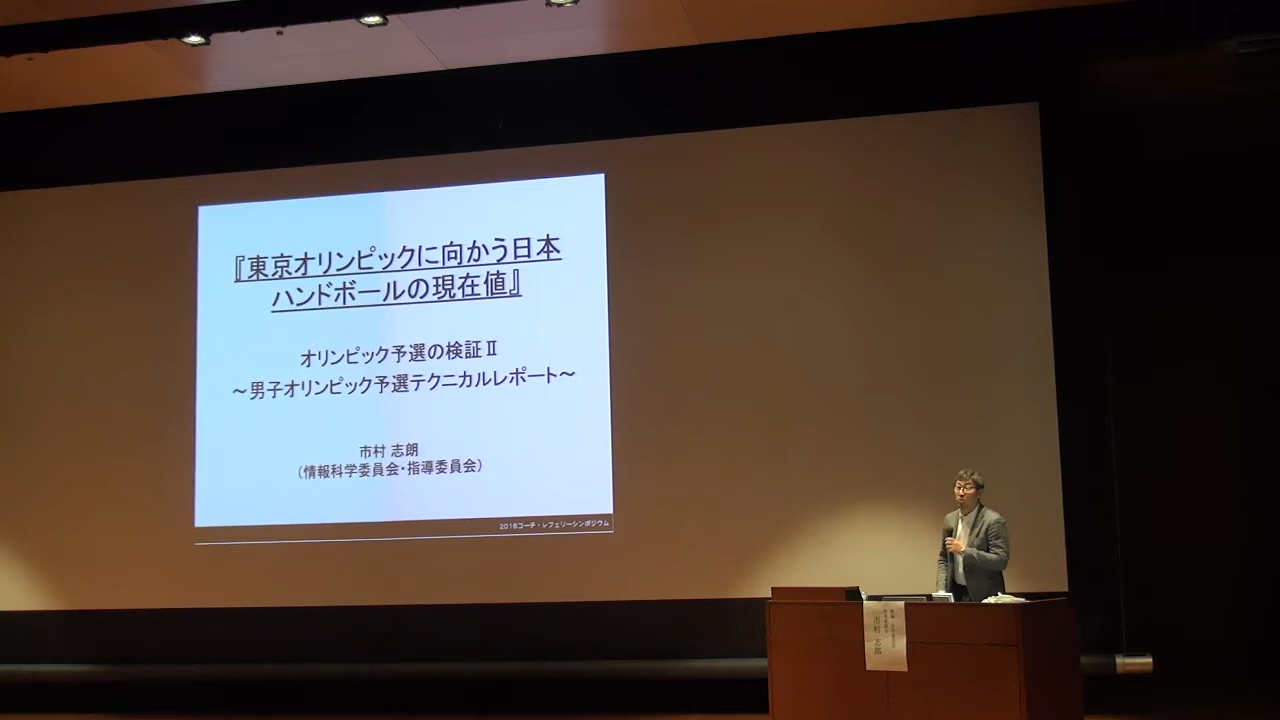 『東京オリンピックに向かう日本
ハンドボールの現在値』
オリンピック予選の検証Ⅱ
～男子オリンピック予選テクニカルレポート～
市村 志朗
（情報科学委員会・指導委員会）
2016コーチ・レフェリーシンポジウム
市村 志郎